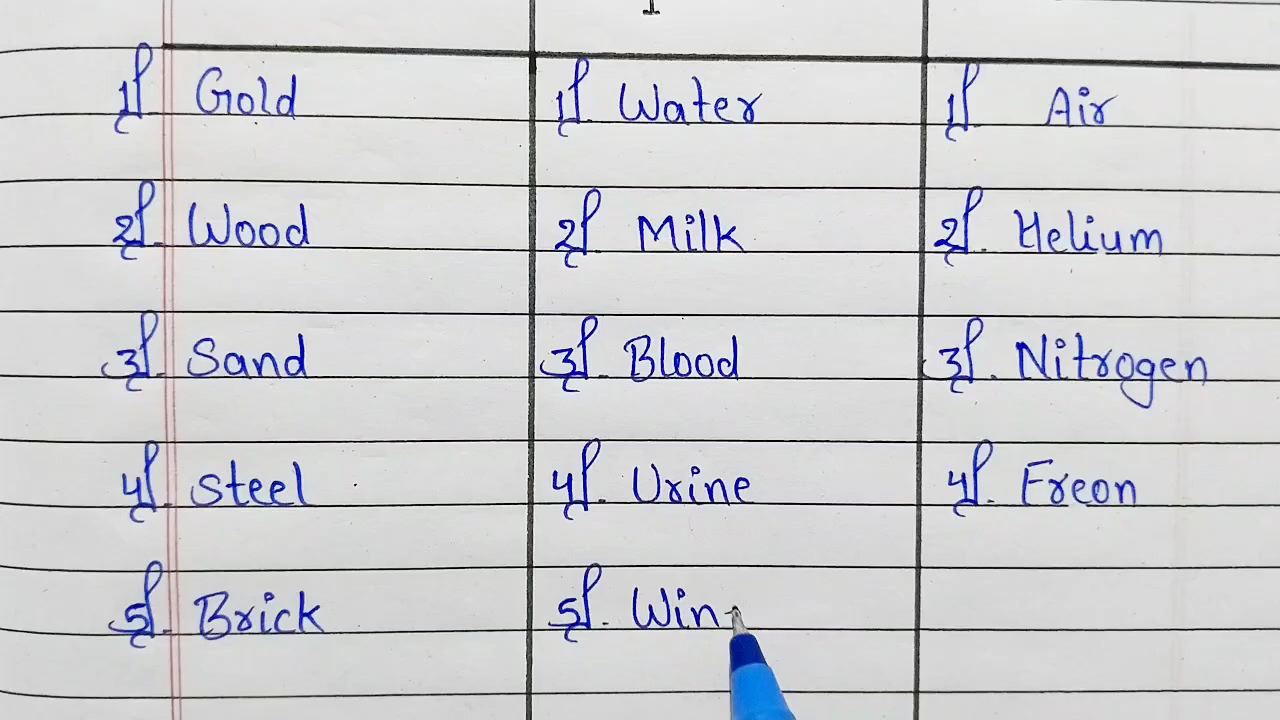 1) Gold 1) Water 1) Air
2). Wood 2). Milk 2). Helium
3). Sand 3). Blood 3). Nitrogen
4). Steel 4). Urine 4). Freon
5). Brick 5). Win